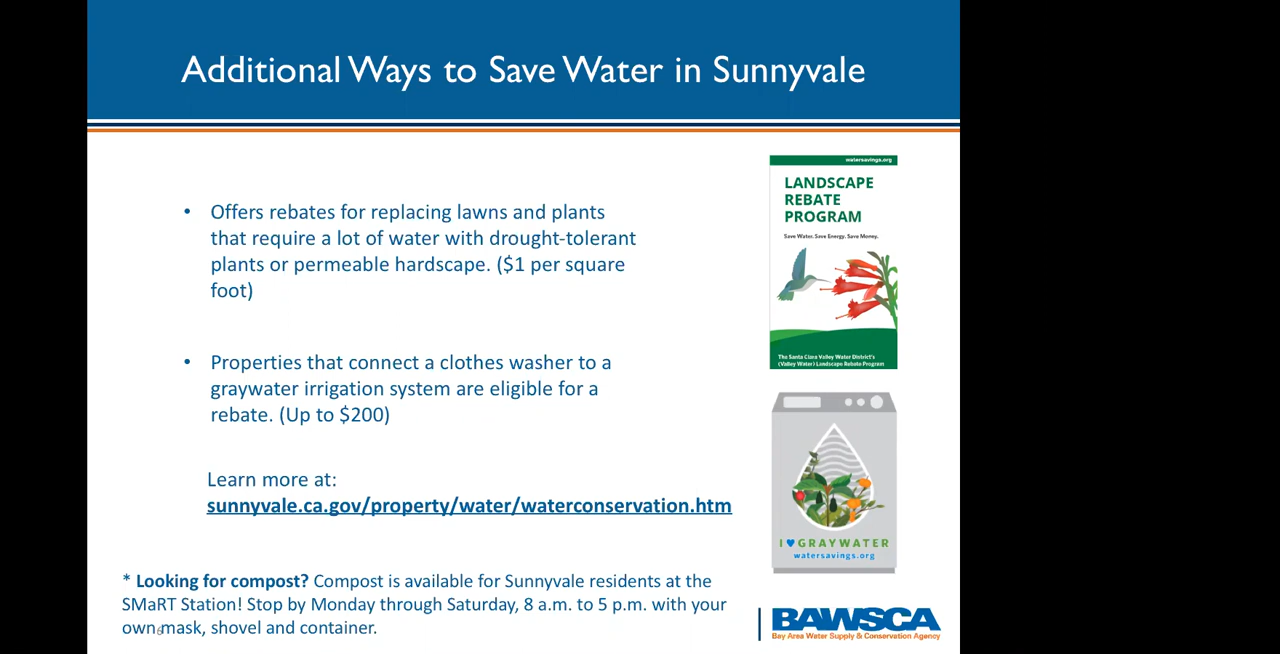 Additional Ways to Save Water in Sunnyvale
• Offers rebates for replacing lawns and plants
that require a lot of water with drought-tolerant
plants or permeable hardscape. ($1 per square
foot)
• Properties that connect a clothes washer to a
graywater irrigation system are eligible for a
rebate. (Up to $200)
Learn more at:
sunnyvale.ca.gov/property/water/waterconservation.htm
* Looking for compost? Compost is available for Sunnyvale residents at the
SMaRT Station! Stop by Monday through Saturday, 8 a.m. to 5 p.m. with your
own mask, shovel and container.
6
watersavings.org
LANDSCAPE
REBATE
PROGRAM
Save Water. Save Energy. Save Money.
The Santa Clara Valley Water District's
(Valley Water) Landscape Rebate Program
I ♥ GRAYWATER
watersavings.org
BAWSCA
Bay Area Water Supply & Conservation Agency